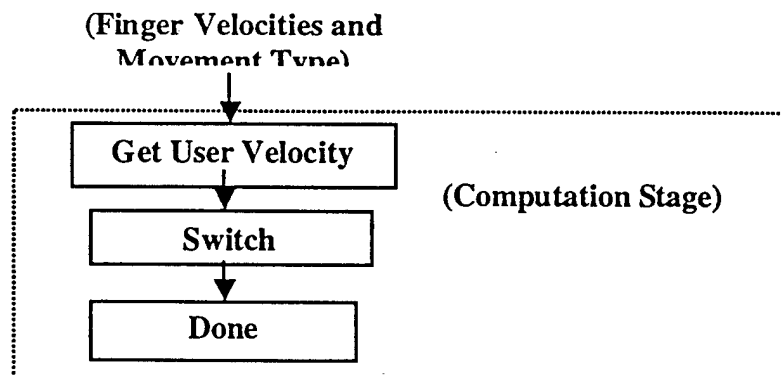 (Finger Velocities and
Movement Type)
Get User Velocity
(Computation Stage)
Switch
Done